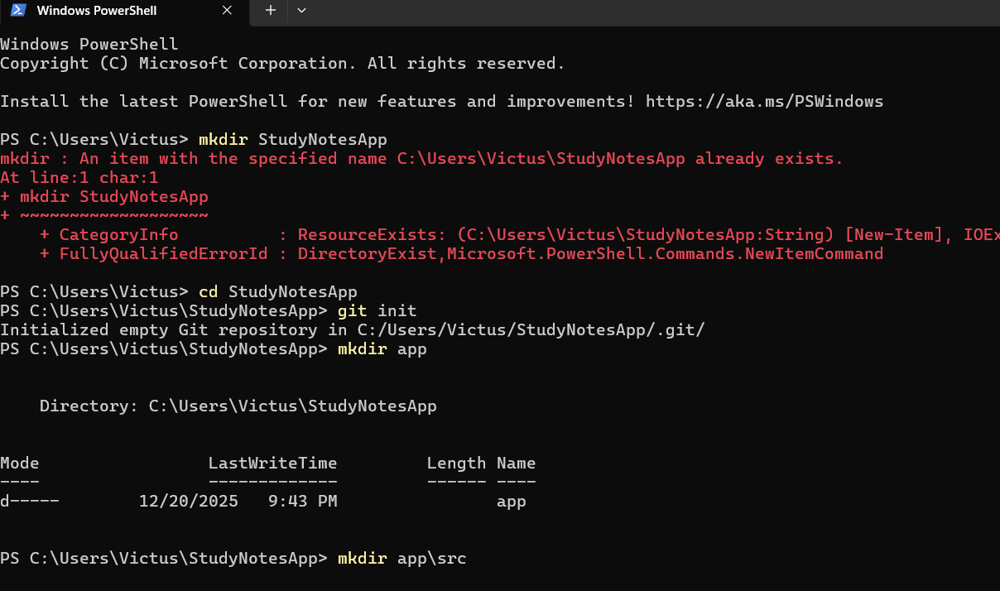 Windows PowerShell
Windows PowerShell
Copyright (C) Microsoft Corporation. All rights reserved.
Install the latest PowerShell for new features and improvements! https://aka.ms/PSWindows
PS C:\Users\Victus> mkdir StudyNotesApp
mkdir : An item with the specified name C:\Users\Victus\StudyNotesApp already exists.
At line:1 char:1
+ mkdir StudyNotesApp
+ ~~~~~~~~~~~~~~~~~~~
    + CategoryInfo          : ResourceExists: (C:\Users\Victus\StudyNotesApp:String) [New-Item], IOEx
    + FullyQualifiedErrorId : DirectoryExist,Microsoft.PowerShell.Commands.NewItemCommand
PS C:\Users\Victus> cd StudyNotesApp
PS C:\Users\Victus\StudyNotesApp> git init
Initialized empty Git repository in C:/Users/Victus/StudyNotesApp/.git/
PS C:\Users\Victus\StudyNotesApp> mkdir app
    Directory: C:\Users\Victus\StudyNotesApp
Mode                 LastWriteTime         Length Name
----                 -------------         ------ ----
d-----        12/20/2025   9:43 PM                app
PS C:\Users\Victus\StudyNotesApp> mkdir app\src